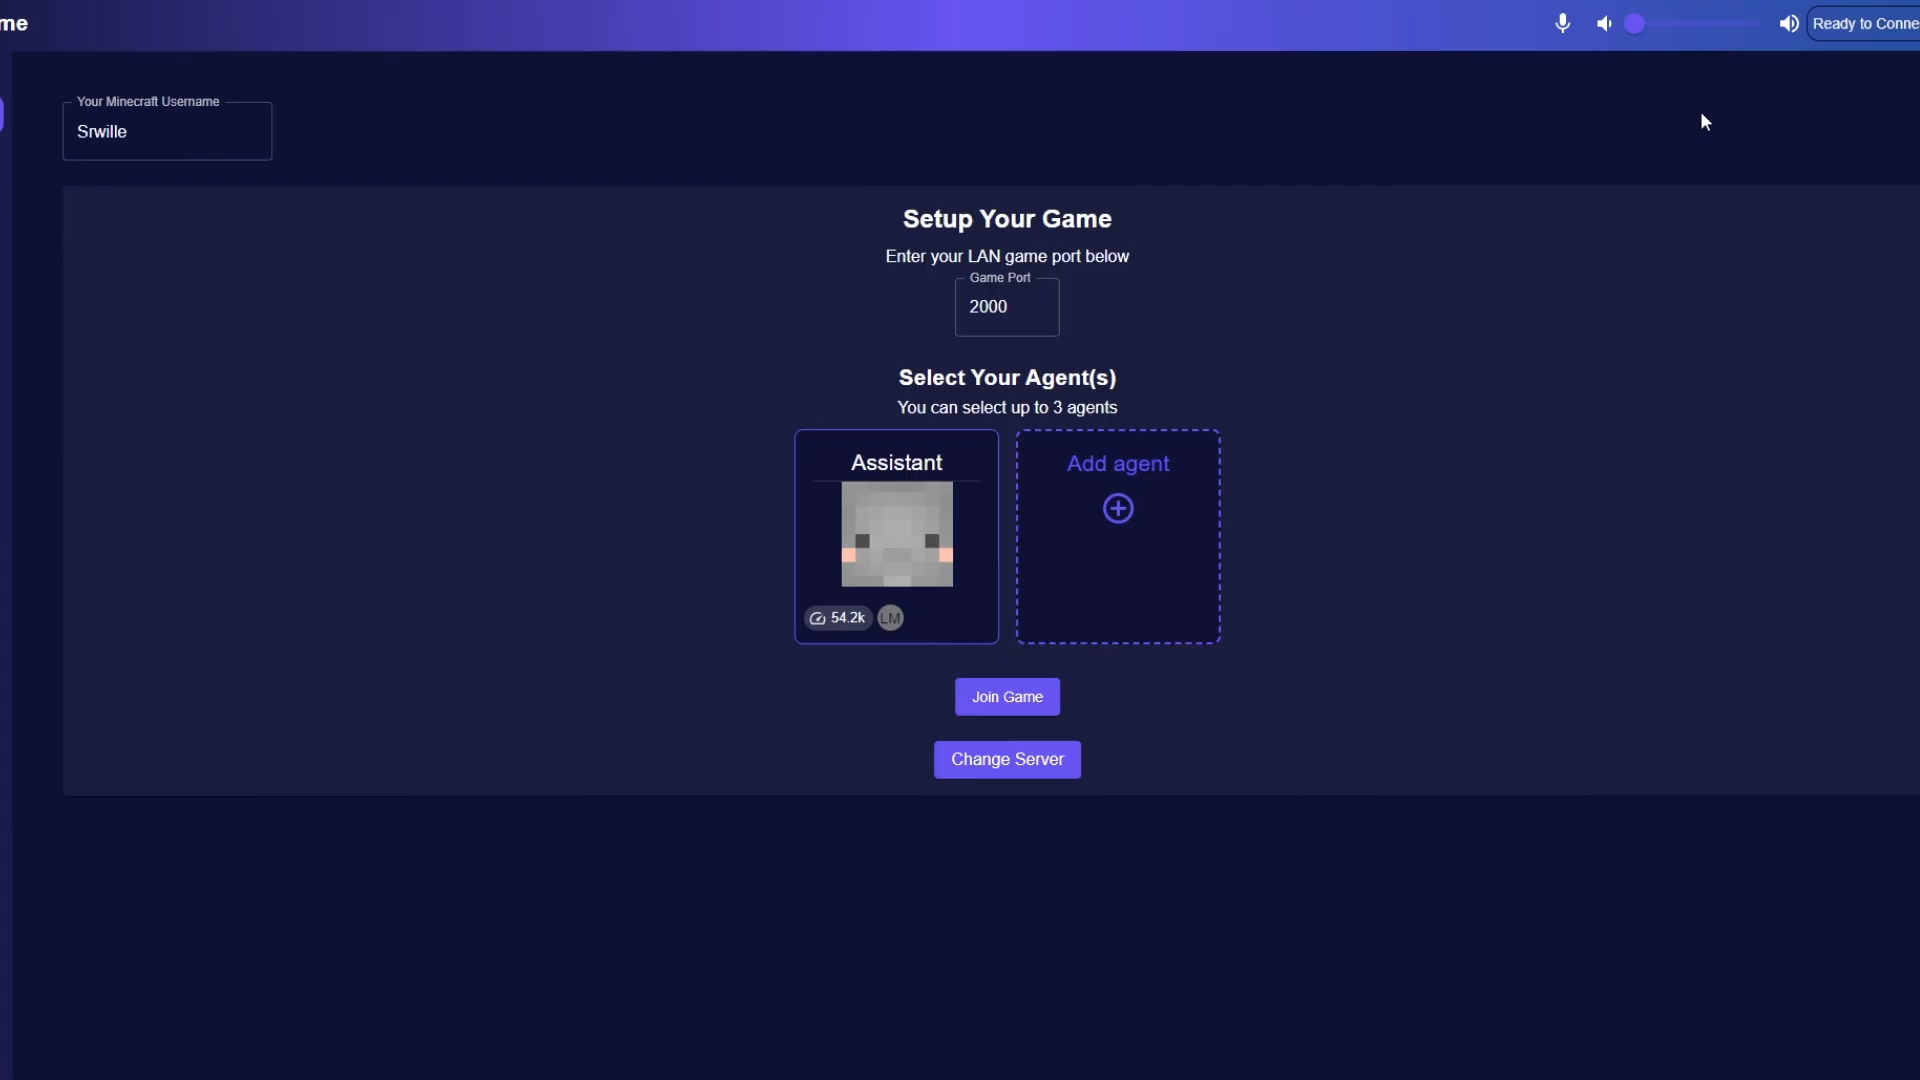 me
Ready to Conne
Your Minecraft Username
Srwille
Setup Your Game
Enter your LAN game port below
Game Port
2000
Select Your Agent(s)
You can select up to 3 agents
Assistant
Add agent
54.2k
LM
Join Game
Change Server